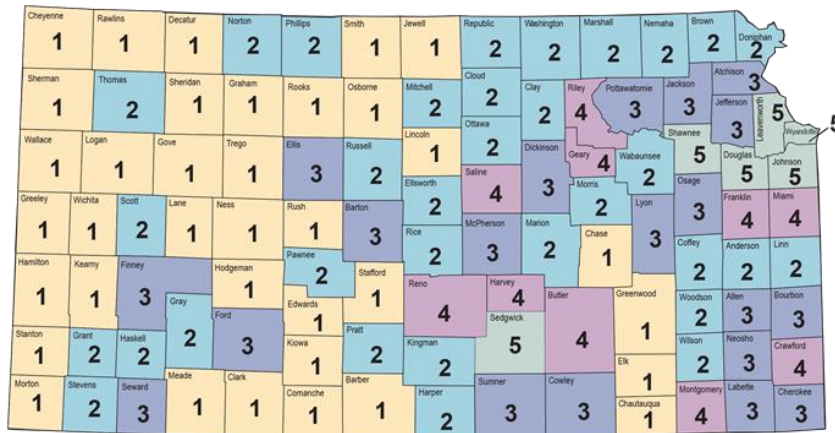 Cheyenne
1
Rawlins
1
Decatur
1
Norton
2
Phillips
2
Smith
1
Jewell
1
Republic
2
Washington
2
Marshall
2
Nemaha
2
Brown
2
Doniphan
2
Sherman
1
Thomas
2
Sheridan
1
Graham
1
Rooks
1
Osborne
1
Mitchell
2
Cloud
2
Clay
2
Riley
4
Pottawatomie
3
Jackson
3
Atchison
3
Jefferson
3
Leavenworth
5
Wyandotte
5
Wallace
1
Logan
1
Gove
1
Trego
1
Ellis
3
Russell
2
Lincoln
1
Ottawa
2
Saline
4
Dickinson
3
Geary
4
Wabaunsee
2
Shawnee
5
Douglas
5
Johnson
5
Greeley
1
Wichita
1
Scott
2
Lane
1
Ness
1
Rush
1
Barton
3
Ellsworth
2
Rice
2
McPherson
3
Marion
2
Morris
2
Chase
1
Lyon
3
Osage
3
Franklin
4
Miami
4
Hamilton
1
Kearny
1
Finney
3
Hodgeman
1
Pawnee
2
Stafford
1
Edwards
1
Reno
4
Harvey
4
Sedgwick
5
Butler
4
Greenwood
1
Coffey
2
Anderson
2
Linn
2
Woodson
2
Allen
3
Bourbon
3
Stanton
1
Grant
2
Haskell
2
Gray
2
Ford
3
Kiowa
1
Pratt
2
Kingman
2
Elk
1
Wilson
2
Neosho
3
Crawford
4
Morton
1
Stevens
2
Seward
3
Meade
1
Clark
1
Comanche
1
Barber
1
Harper
2
Sumner
3
Cowley
3
Chautauqua
1
Montgomery
4
Labette
3
Cherokee
3